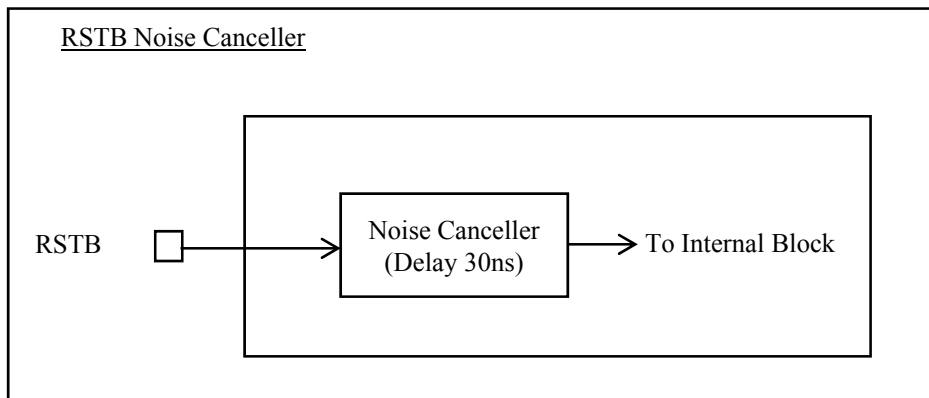 RSTB Noise Canceller
RSTB
Noise Canceller
(Delay 30ns)
To Internal Block